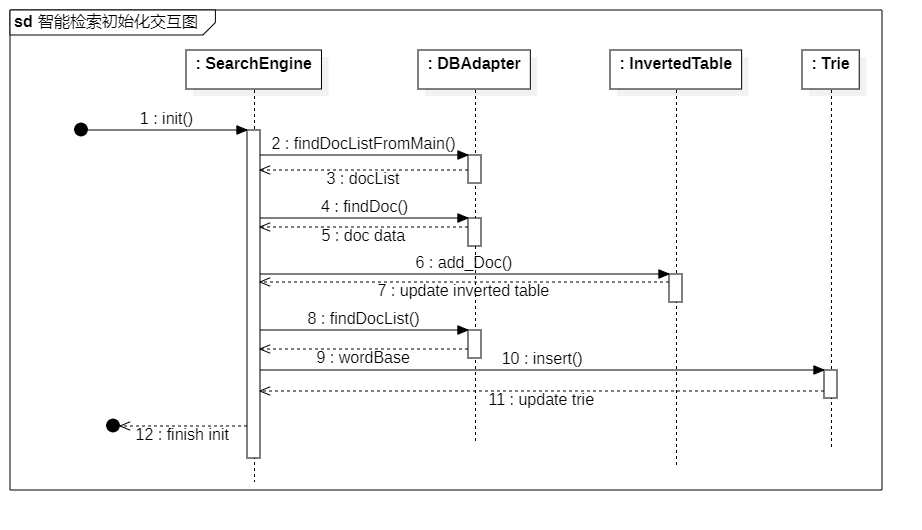 sd 智能检索初始化交互图
: SearchEngine
: DBAdapter
: InvertedTable
: Trie
1 : init()
2 : findDocListFromMain()
3 : docList
4 : findDoc()
5 : doc data
6 : add_Doc()
7 : update inverted table
8 : findDocList()
9 : wordBase
10 : insert()
11 : update trie
12 : finish init